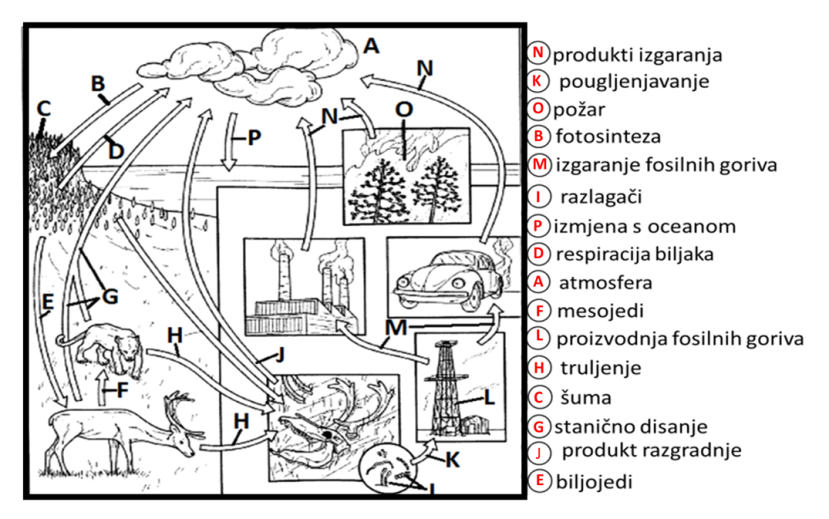 A
N
B
C
N
O
P
D
E
G
M
H
J
F
L
H
K
I
N produkti izgaranja
K pougljenjavanje
O požar
B fotosinteza
M izgaranje fosilnih goriva
I razlagači
P izmjena s oceanom
D respiracija biljaka
A atmosfera
F mesojedi
L proizvodnja fosilnih goriva
H truljenje
C šuma
G stanično disanje
J produkt razgradnje
E biljojedi